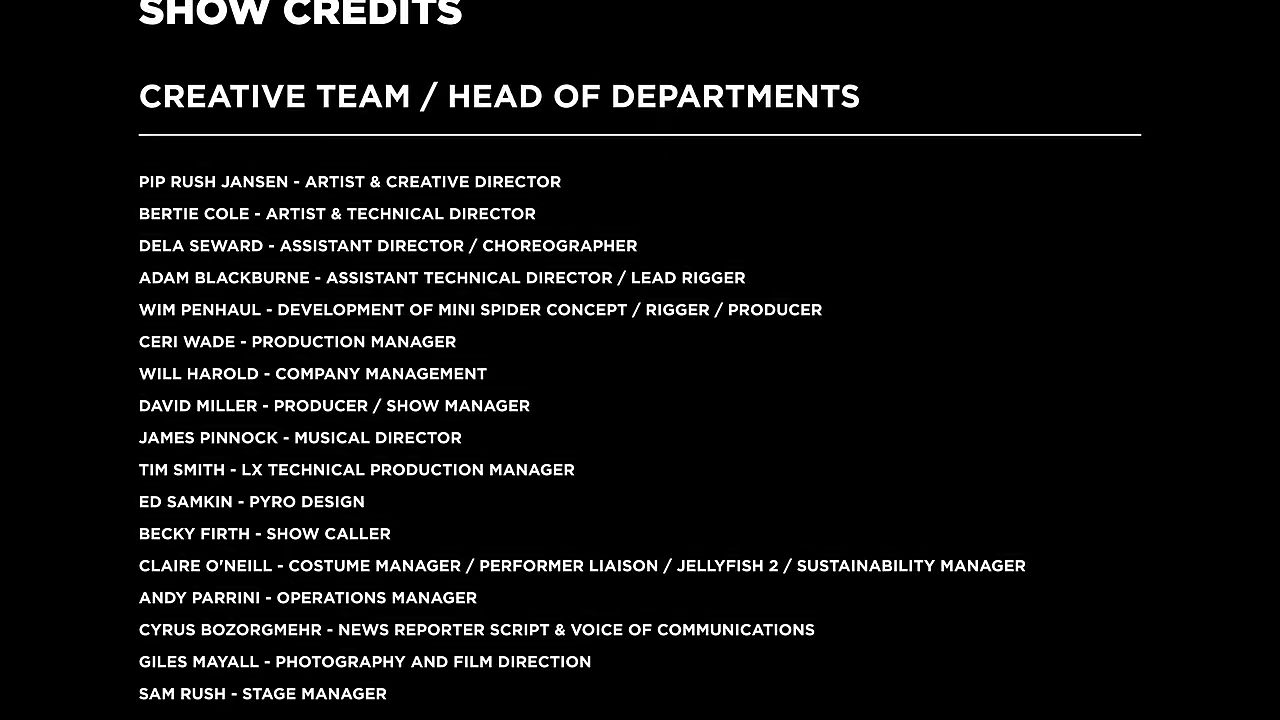 SHOW CREDITS
CREATIVE TEAM / HEAD OF DEPARTMENTS
PIP RUSH JANSEN - ARTIST & CREATIVE DIRECTOR
BERTIE COLE - ARTIST & TECHNICAL DIRECTOR
DELA SEWARD - ASSISTANT DIRECTOR / CHOREOGRAPHER
ADAM BLACKBURNE - ASSISTANT TECHNICAL DIRECTOR / LEAD RIGGER
WIM PENHAUL - DEVELOPMENT OF MINI SPIDER CONCEPT / RIGGER / PRODUCER
CERI WADE - PRODUCTION MANAGER
WILL HAROLD - COMPANY MANAGEMENT
DAVID MILLER - PRODUCER / SHOW MANAGER
JAMES PINNOCK - MUSICAL DIRECTOR
TIM SMITH - LX TECHNICAL PRODUCTION MANAGER
ED SAMKIN - PYRO DESIGN
BECKY FIRTH - SHOW CALLER
CLAIRE O'NEILL - COSTUME MANAGER / PERFORMER LIAISON / JELLYFISH 2 / SUSTAINABILITY MANAGER
ANDY PARRINI - OPERATIONS MANAGER
CYRUS BOZORGMEHR - NEWS REPORTER SCRIPT & VOICE OF COMMUNICATIONS
GILES MAYALL - PHOTOGRAPHY AND FILM DIRECTION
SAM RUSH - STAGE MANAGER